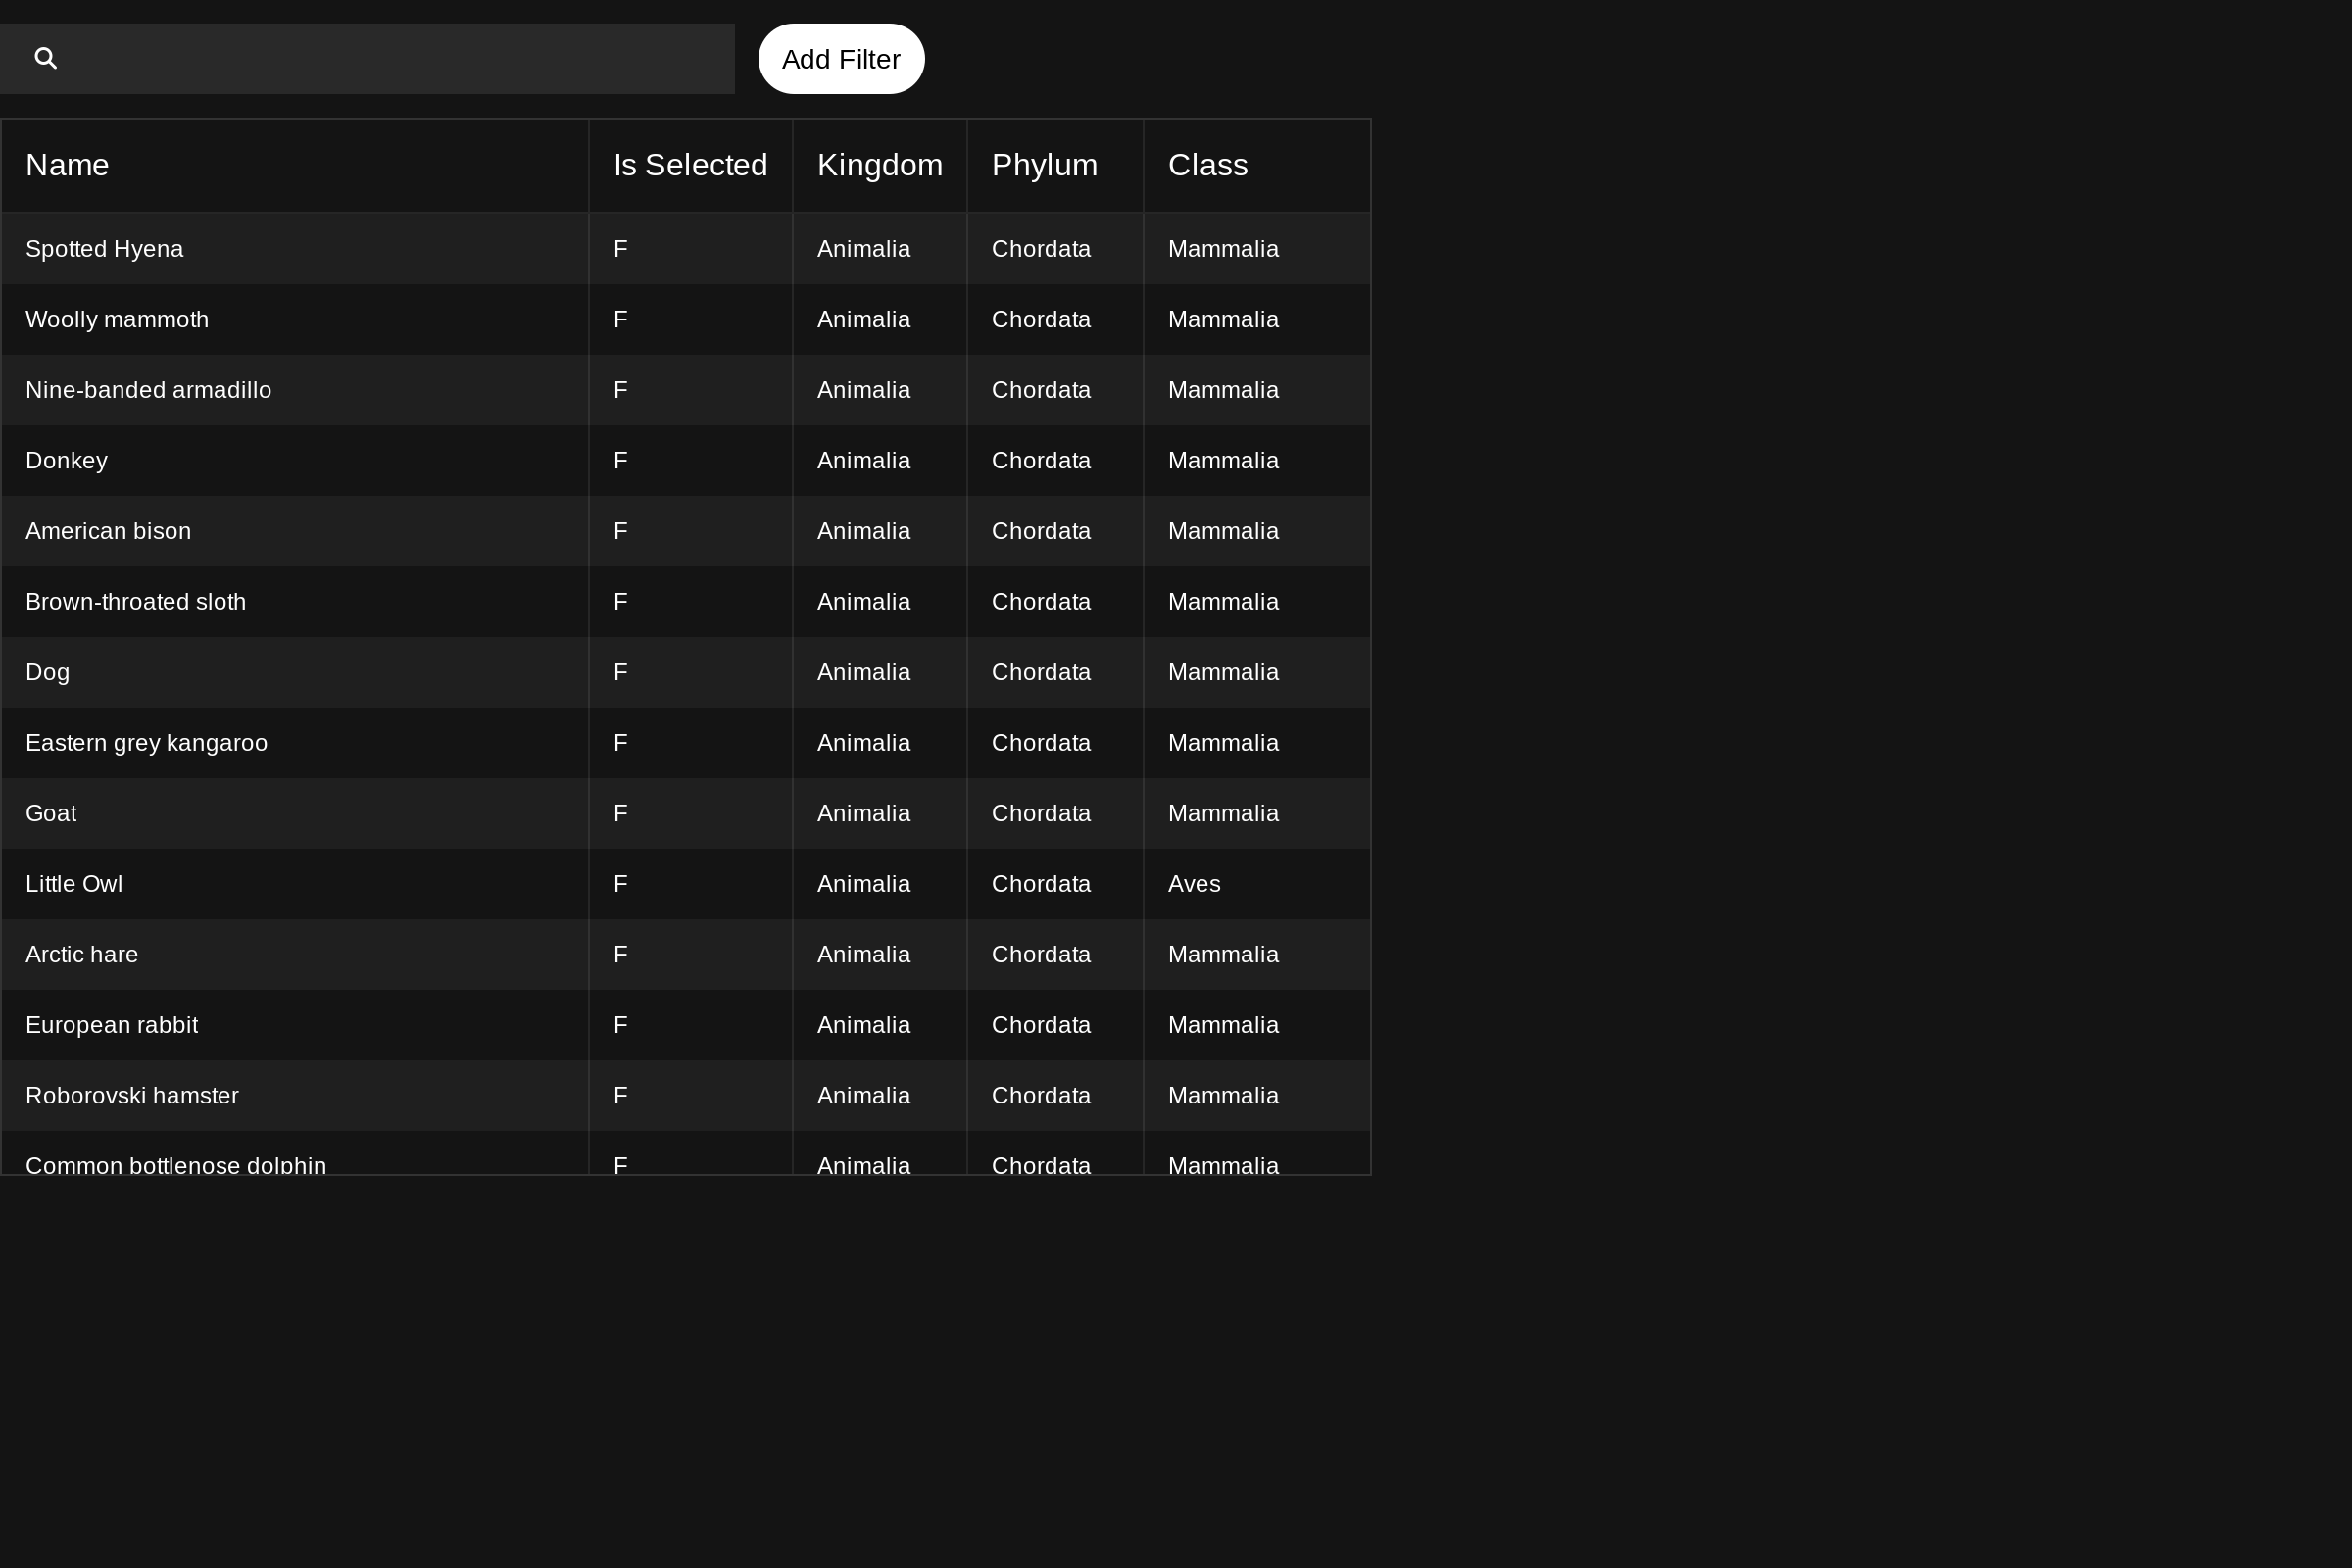 Add Filter
Name Is Selected Kingdom Phylum Class
Spotted Hyena F Animalia Chordata Mammalia
Woolly mammoth F Animalia Chordata Mammalia
Nine-banded armadillo F Animalia Chordata Mammalia
Donkey F Animalia Chordata Mammalia
American bison F Animalia Chordata Mammalia
Brown-throated sloth F Animalia Chordata Mammalia
Dog F Animalia Chordata Mammalia
Eastern grey kangaroo F Animalia Chordata Mammalia
Goat F Animalia Chordata Mammalia
Little Owl F Animalia Chordata Aves
Arctic hare F Animalia Chordata Mammalia
European rabbit F Animalia Chordata Mammalia
Roborovski hamster F Animalia Chordata Mammalia
Common bottlenose dolphin F Animalia Chordata Mammalia